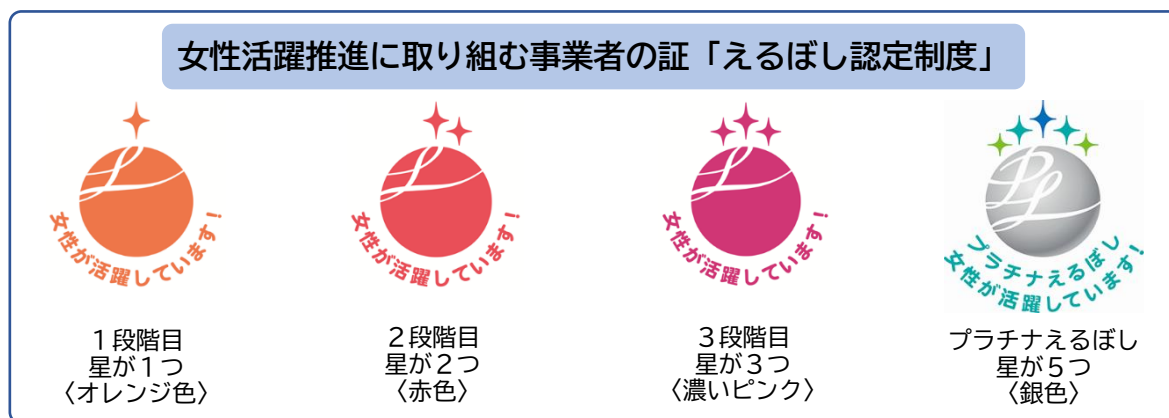 女性活躍推進に取り組む事業者の証「えるぼし認定制度」
L
女性が活躍しています！
L
女性が活躍しています！
L
女性が活躍しています！
PL
プラチナえるぼし
女性が活躍しています！
１段階目
星が１つ
〈オレンジ色〉
２段階目
星が２つ
〈赤色〉
３段階目
星が３つ
〈濃いピンク〉
プラチナえるぼし
星が５つ
〈銀色〉